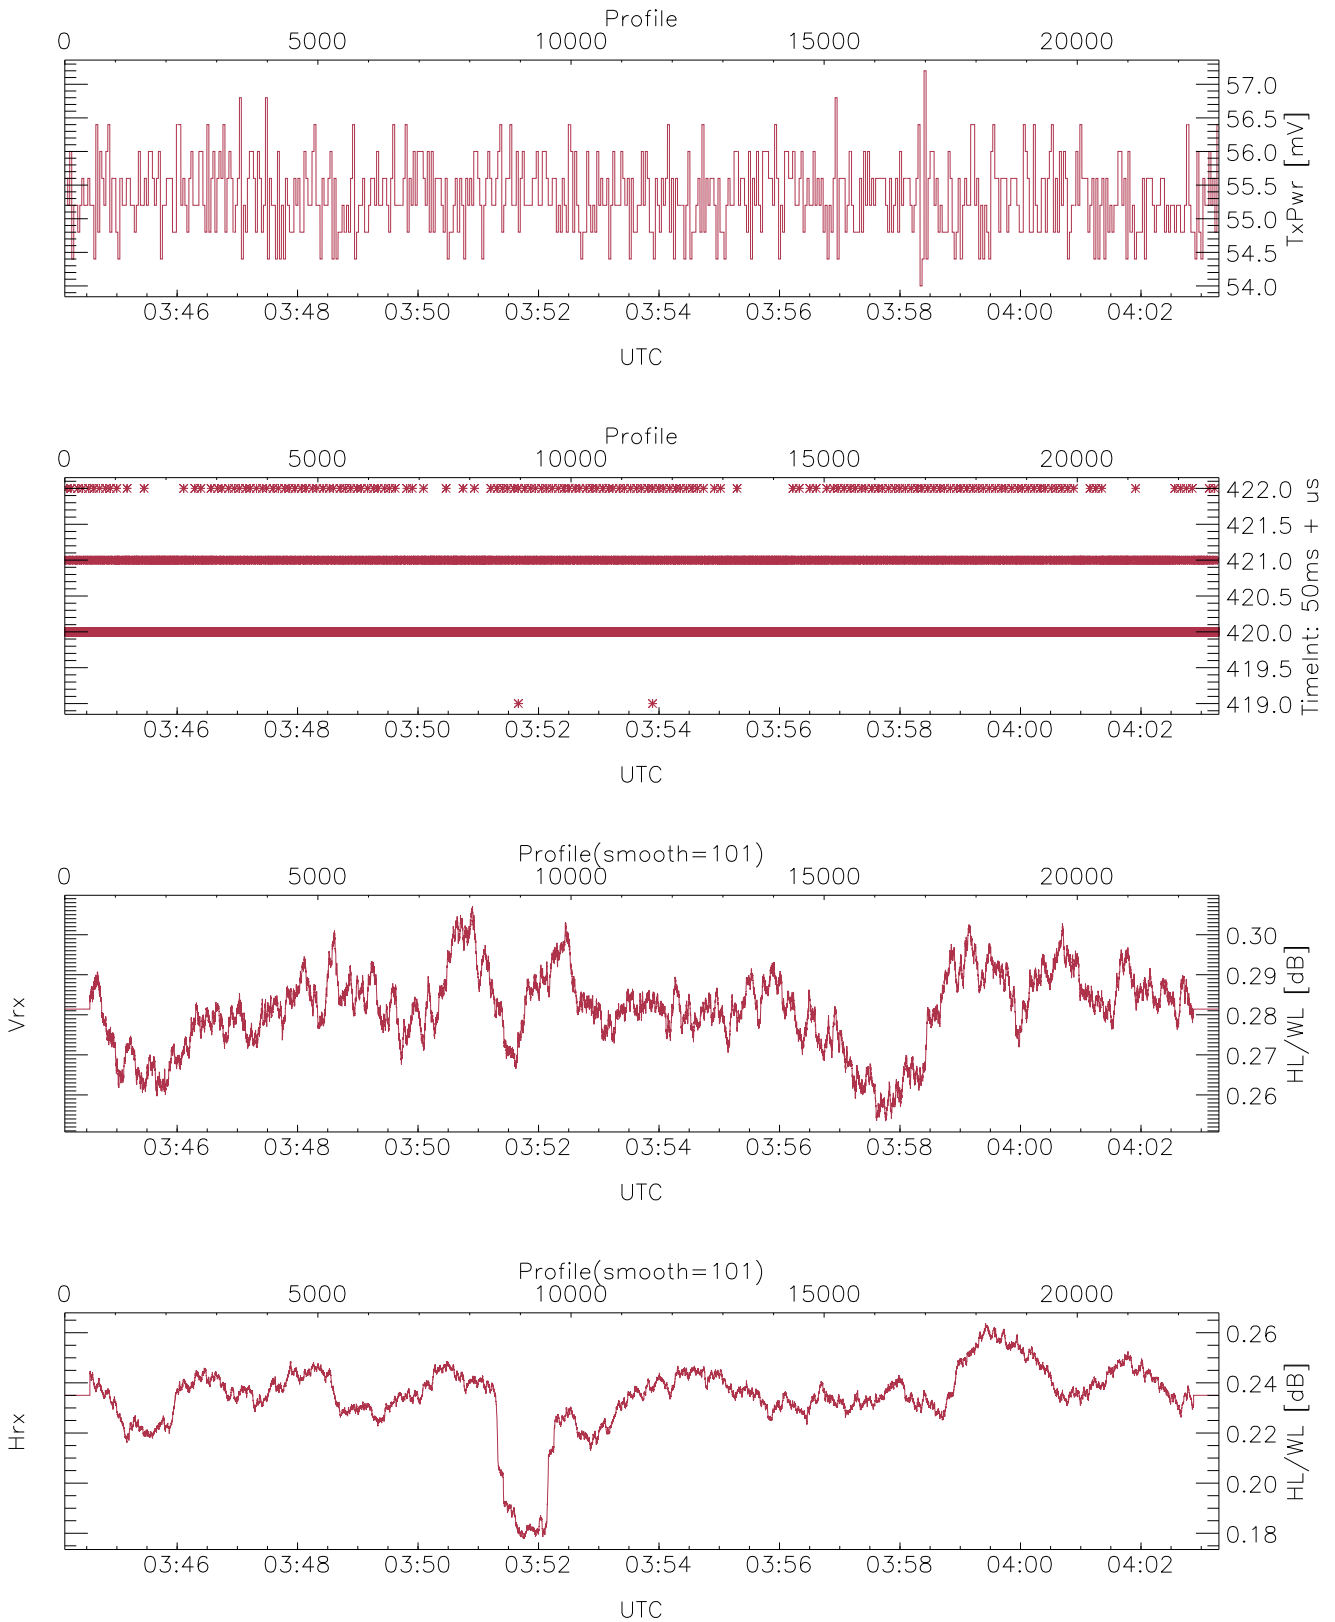 Profile
0 5000 10000 15000 20000
57.0
56.5
56.0
55.5
55.0
54.5
54.0
TxPwr [mV]
03:46 03:48 03:50 03:52 03:54 03:56 03:58 04:00 04:02
UTC
Profile
0 5000 10000 15000 20000
422.0
421.5
421.0
420.5
420.0
419.5
419.0
TimeInt: 50ms + us
03:46 03:48 03:50 03:52 03:54 03:56 03:58 04:00 04:02
UTC
Profile(smooth=101)
0 5000 10000 15000 20000
Vrx
0.30
0.29
0.28
0.27
0.26
HL/WL [dB]
03:46 03:48 03:50 03:52 03:54 03:56 03:58 04:00 04:02
UTC
Profile(smooth=101)
0 5000 10000 15000 20000
Hrx
0.26
0.24
0.22
0.20
0.18
HL/WL [dB]
03:46 03:48 03:50 03:52 03:54 03:56 03:58 04:00 04:02
UTC